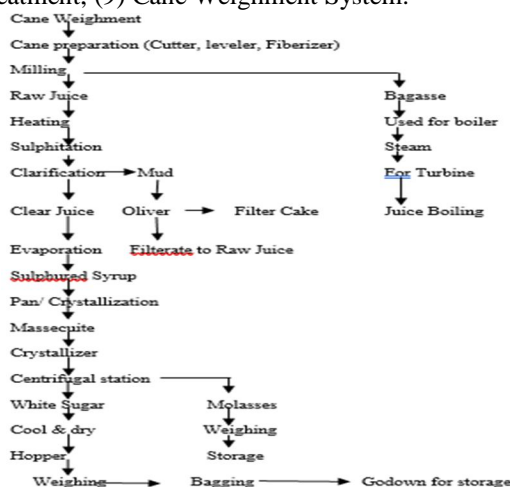 eatment, (9) Cane Weighment System.
Cane Weighment
Cane preparation (Cutter, leveler, Fiberizer)
Milling
Raw Juice Bagasse
Heating Used for boiler
Sulphitation Steam
Clarification Mud For Turbine
Clear Juice Oliver Filter Cake Juice Boiling
Evaporation Filterate to Raw Juice
Sulphured Syrup
Pan/ Crystallization
Massecuite
Crystallizer
Centrifugal station
White Sugar Molasses
Cool & dry Weighing
Hopper Storage
Weighing Bagging Godown for storage